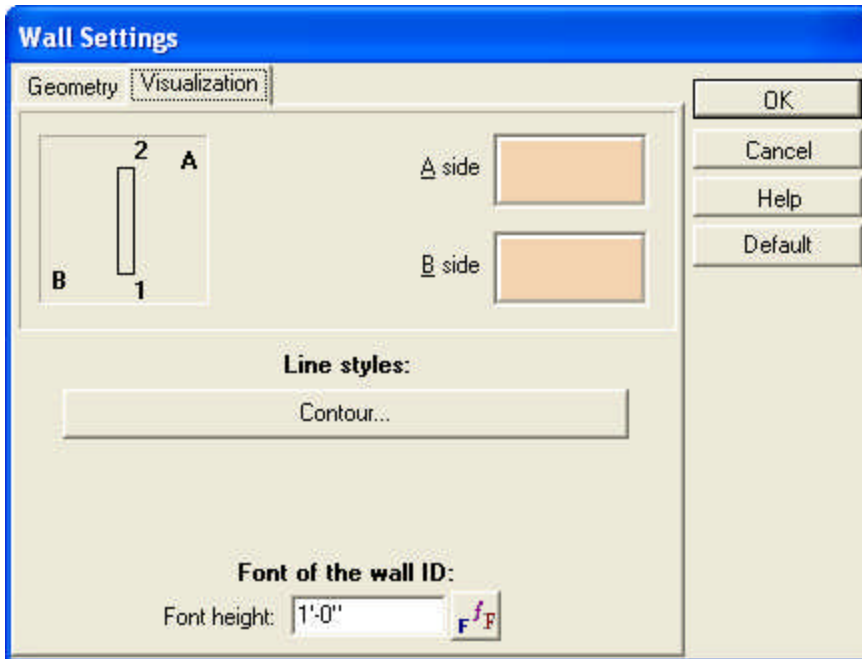 Wall Settings
Geometry Visualization
OK
Cancel
Help
Default
2 A
B 1
A side
B side
Line styles:
Contour...
Font of the wall ID:
Font height: 1'-0" FfF